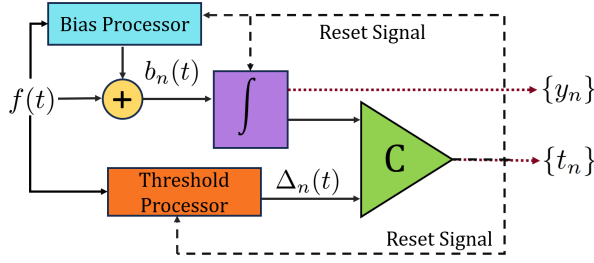 Bias Processor
Reset Signal
b_n(t)
{y_n}
f(t)
+
∫
C
{t_n}
Threshold
Processor
Δ_n(t)
Reset Signal